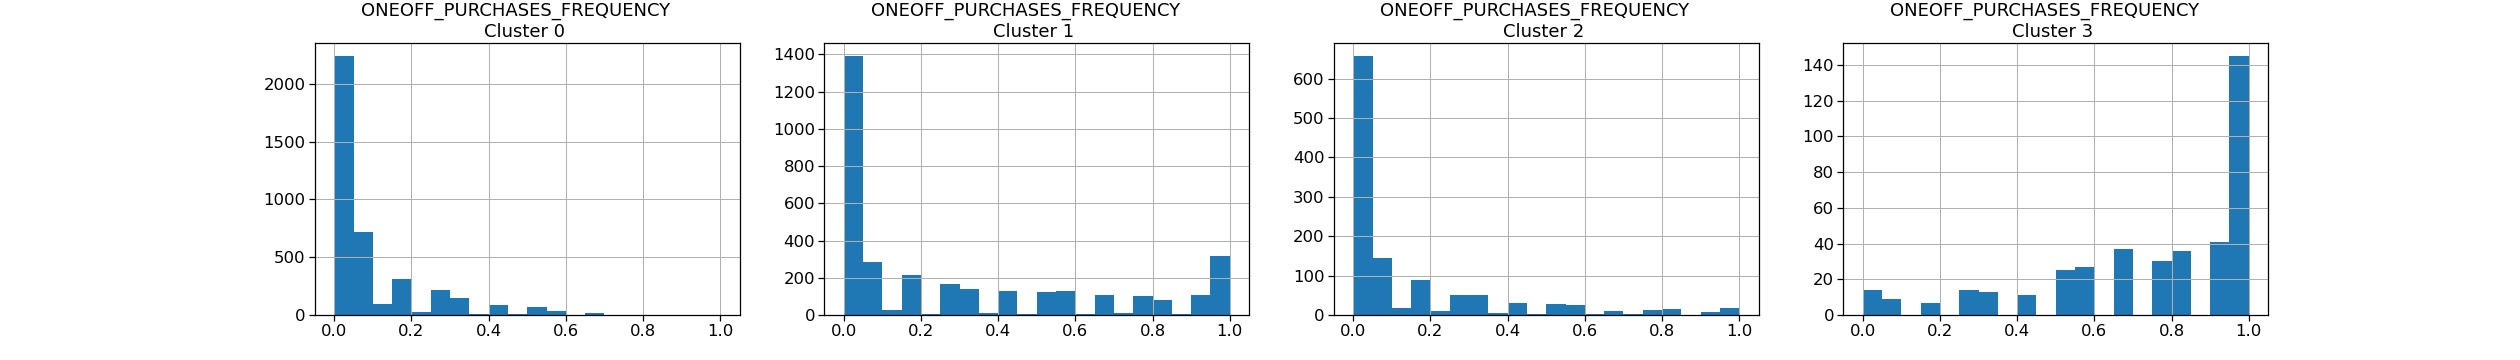 ONEOFF_PURCHASES_FREQUENCY
Cluster 0
2000
1500
1000
500
0
0.0 0.2 0.4 0.6 0.8 1.0
ONEOFF_PURCHASES_FREQUENCY
Cluster 1
1400
1200
1000
800
600
400
200
0
0.0 0.2 0.4 0.6 0.8 1.0
ONEOFF_PURCHASES_FREQUENCY
Cluster 2
600
500
400
300
200
100
0
0.0 0.2 0.4 0.6 0.8 1.0
ONEOFF_PURCHASES_FREQUENCY
Cluster 3
140
120
100
80
60
40
20
0
0.0 0.2 0.4 0.6 0.8 1.0